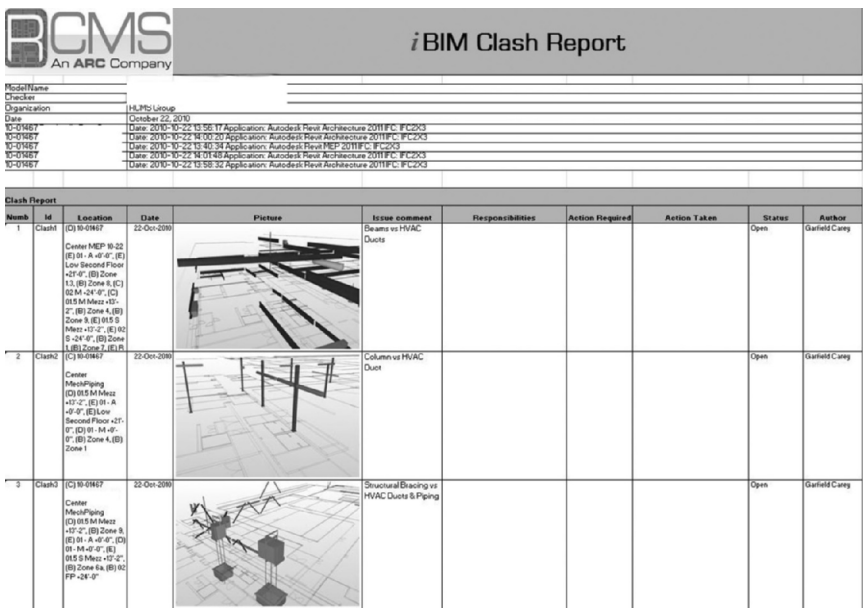 BCMS
An ARC Company
iBIM Clash Report
Model Name
Checker
Organization
Group
Date October 22, 2010
10-01467 Date: 2010-10-22 13:56:17 Application: Autodesk Revit Architecture 2011 IFC: IFC2X3
10-01467 Date: 2010-10-22 14:00:20 Application: Autodesk Revit Architecture 2011 IFC: IFC2X3
10-01467 Date: 2010-10-22 13:40:34 Application: Autodesk Revit MEP 2011 IFC: IFC2X3
10-01467 Date: 2010-10-22 14:01:48 Application: Autodesk Revit Architecture 2011 IFC: IFC2X3
10-01467 Date: 2010-10-22 13:58:32 Application: Autodesk Revit Architecture 2011 IFC: IFC2X3
Clash Report
Numb Id Location Date Picture Issue comment Responsibilities Action Required Action Taken Status Author
1 Clash1 (D) 10-01467 22-Oct-2010 Beams vs HVAC Open Garfield Carey
Ducts
Center MEP 10-22
(E) 01 - A +0'-0", (E)
Low Second Floor
+21'-0", (B) Zone
13, (B) Zone 8, (C)
02 M +24'-0", (C)
01.5 M Mezz +13'-
2", (B) Zone 4, (B)
Zone 9, (E) 01.5 S
Mezz +13'-2", (E) 02
S +24'-0", (B) Zone
1, (B) Zone 7, (E) R
2 Clash2 (C) 10-01467 22-Oct-2010 Column vs HVAC Open Garfield Carey
Duct
Center
MechPiping
(D) 01.5 M Mezz
+13'-2", (E) 01 - A
+0'-0", (E) Low
Second Floor +21'-
0", (D) 01 - M +0'-
0", (B) Zone 4, (B)
Zone 1
3 Clash3 (C) 10-01467 22-Oct-2010 Structural Bracing vs Open Garfield Carey
HVAC Ducts & Piping
Center
MechPiping
(D) 01.5 M Mezz
+13'-2", (B) Zone 9,
(E) 01 - A +0'-0", (D)
01 - M +0'-0", (E)
01.5 S Mezz +13'-2",
(B) Zone 6a, (B) 02
FP +24'-0"